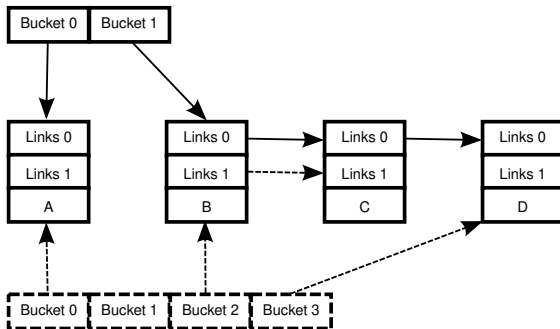 Bucket 0 Bucket 1
Links 0 Links 0 Links 0 Links 0
Links 1 Links 1 Links 1 Links 1
A B C D
Bucket 0 Bucket 1 Bucket 2 Bucket 3